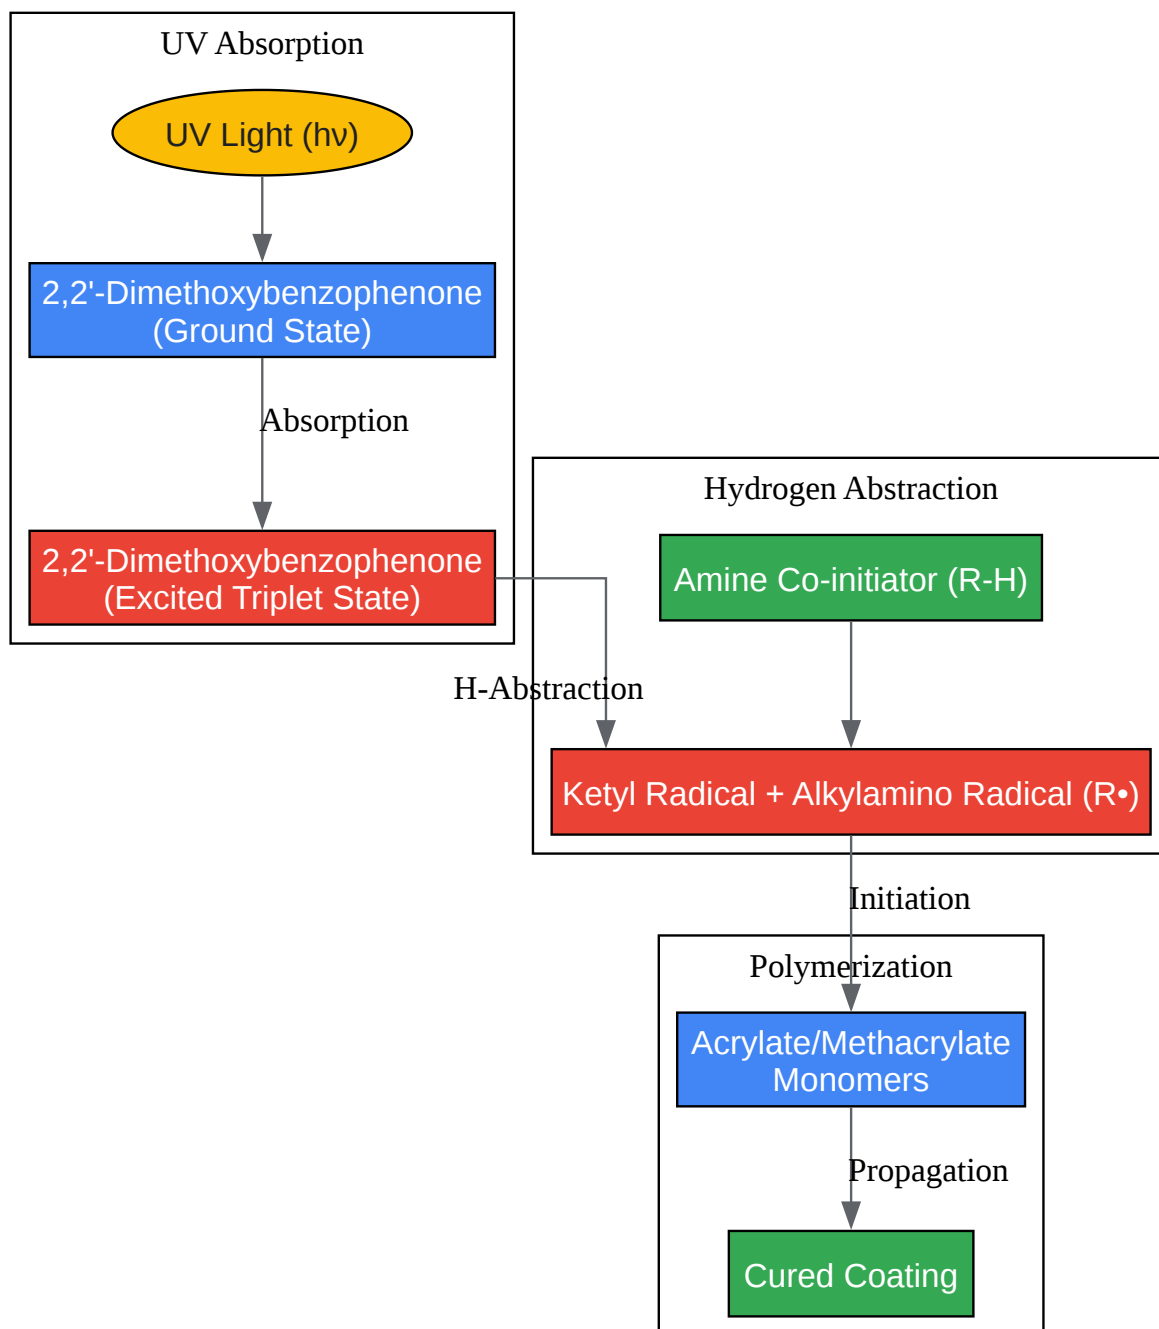 UV Absorption
UV Light (hν)
2,2'-Dimethoxybenzophenone
(Ground State)
Absorption
2,2'-Dimethoxybenzophenone
(Excited Triplet State)
Hydrogen Abstraction
Amine Co-initiator (R-H)
H-Abstraction
Ketyl Radical + Alkylamino Radical (R•)
Initiation
Polymerization
Acrylate/Methacrylate
Monomers
Propagation
Cured Coating